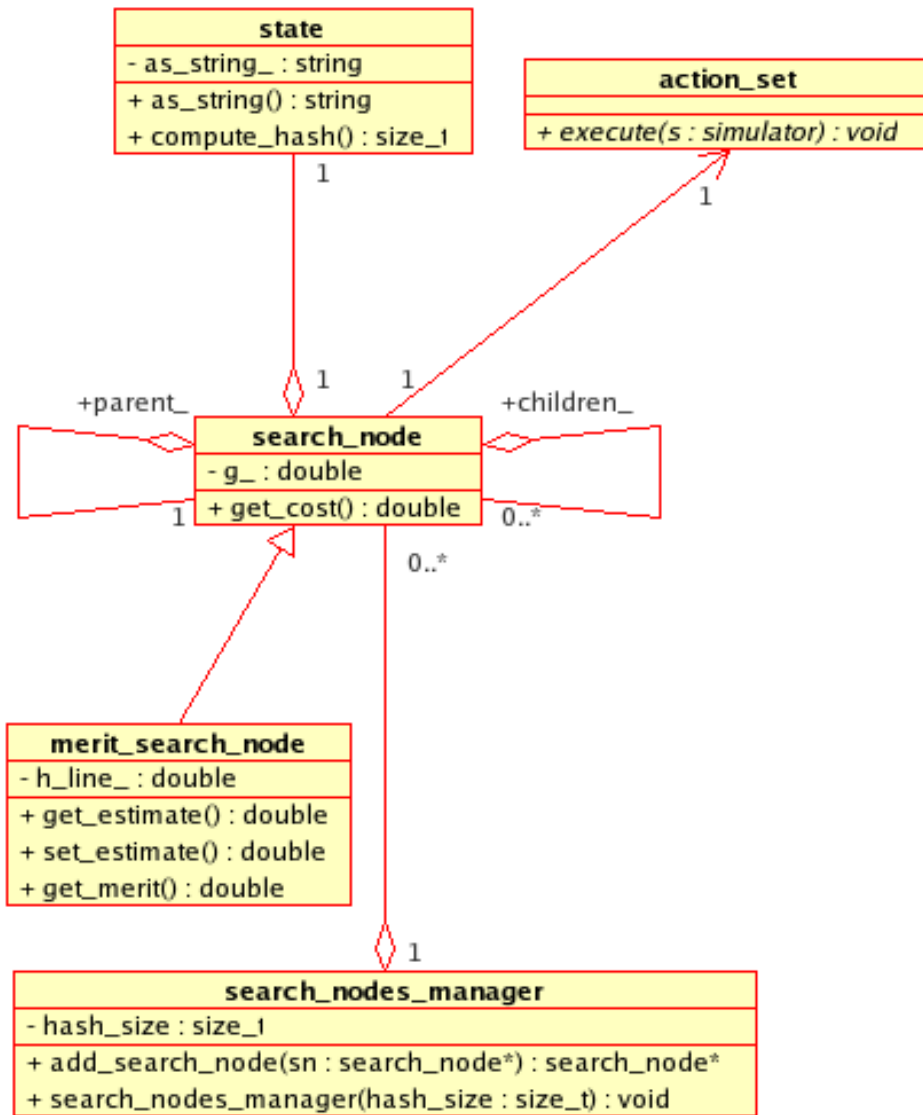 state
- as_string_ : string
+ as_string() : string
+ compute_hash() : size_t
action_set
+ execute(s : simulator) : void
1
1
1
1
+parent_
+children_
search_node
- g_ : double
+ get_cost() : double
1
0..*
0..*
merit_search_node
- h_line_ : double
+ get_estimate() : double
+ set_estimate() : double
+ get_merit() : double
1
search_nodes_manager
- hash_size : size_t
+ add_search_node(sn : search_node*) : search_node*
+ search_nodes_manager(hash_size : size_t) : void